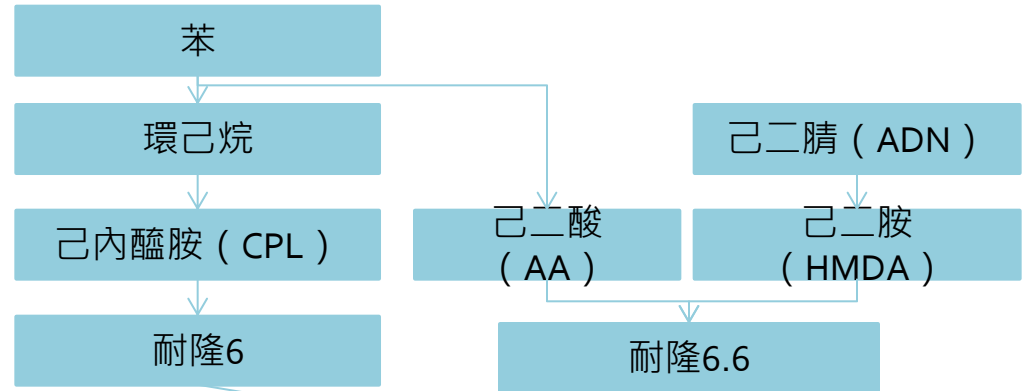 苯
環己烷
己二腈（ADN）
己內醯胺（CPL）
己二酸
（AA）
己二胺
（HMDA）
耐隆6
耐隆6.6